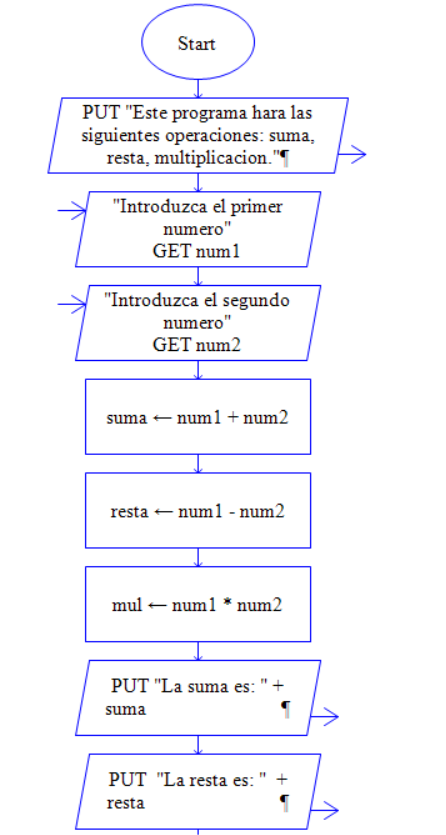 Start
PUT "Este programa hara las
siguientes operaciones: suma,
resta, multiplicacion."¶
"Introduzca el primer
numero"
GET num1
"Introduzca el segundo
numero"
GET num2
suma ← num1 + num2
resta ← num1 - num2
mul ← num1 * num2
PUT "La suma es: " +
suma ¶
PUT "La resta es: " +
resta ¶